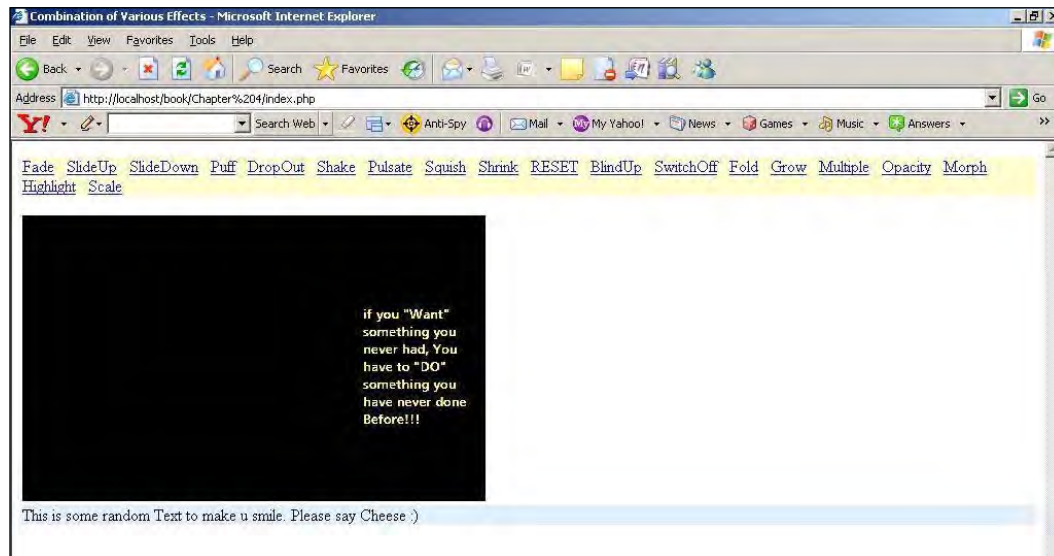 Combination of Various Effects - Microsoft Internet Explorer
File Edit View Favorites Tools Help
Back Search Favorites
Address http://localhost/book/Chapter%204/index.php Go
Y! Search Web Anti-Spy Mail My Yahoo! News Games Music Answers »
Fade SlideUp SlideDown Puff DropOut Shake Pulsate Squish Shrink RESET BlindUp SwitchOff Fold Grow Multiple Opacity Morph
Highlight Scale
if you "Want"
something you
never had, You
have to "DO"
something you
have never done
Before!!!
This is some random Text to make u smile. Please say Cheese :)